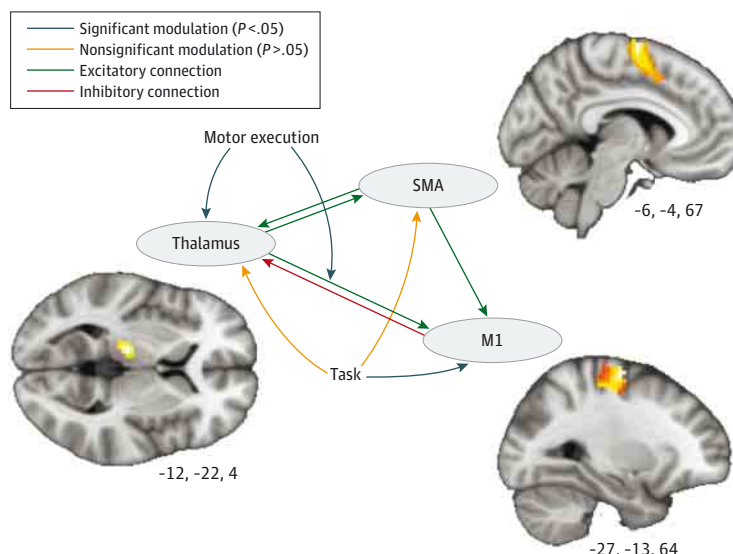 Significant modulation (P<.05)
Nonsignificant modulation (P>.05)
Excitatory connection
Inhibitory connection
Motor execution
SMA
-6, -4, 67
Thalamus
M1
Task
-12, -22, 4
-27, -13, 64